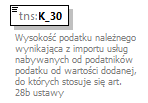 tns:K_30
Wysokość podatku należnego
wynikająca z importu usług
nabywanych od podatników
podatku od wartości dodanej,
do których stosuje się art.
28b ustawy